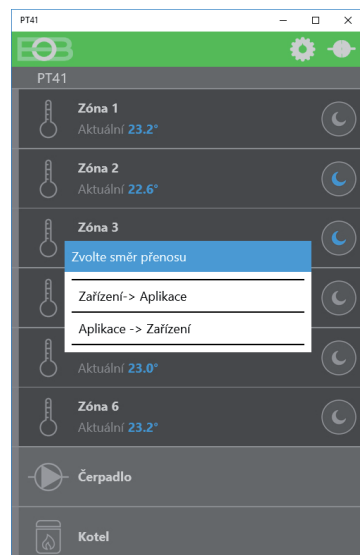 PT41
EOB
PT41
Zóna 1
Aktuální 23.2°
Zóna 2
Aktuální 22.6°
Zóna 3
Zvolte směr přenosu
Zařízení-> Aplikace
Aplikace -> Zařízení
Aktuální 23.0°
Zóna 6
Aktuální 23.2°
Čerpadlo
Kotel